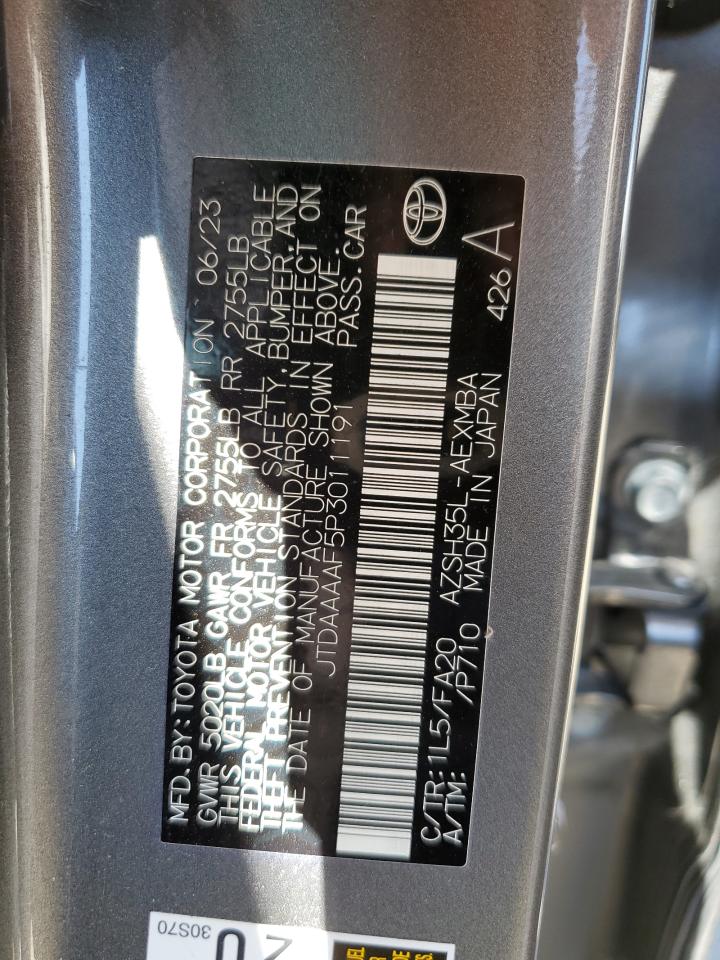 MFD.BY:TOYOTA MOTOR CORPORATION 06/23
GVWR 5020LB GAWR FR 2755LB RR 2755LB
THIS VEHICLE CONFORMS TO ALL APPLICABLE
FEDERAL MOTOR VEHICLE SAFETY,BUMPER,AND
THEFT PREVENTION STANDARDS IN EFFECT ON
THE DATE OF MANUFACTURE SHOWN ABOVE.
JTDAAAAF5P3011191 PASS.CAR
C/TR:1L5/FA20 AZSH35L-AEXMBA 426 A
A/TM: /P710 MADE IN JAPAN
30S70